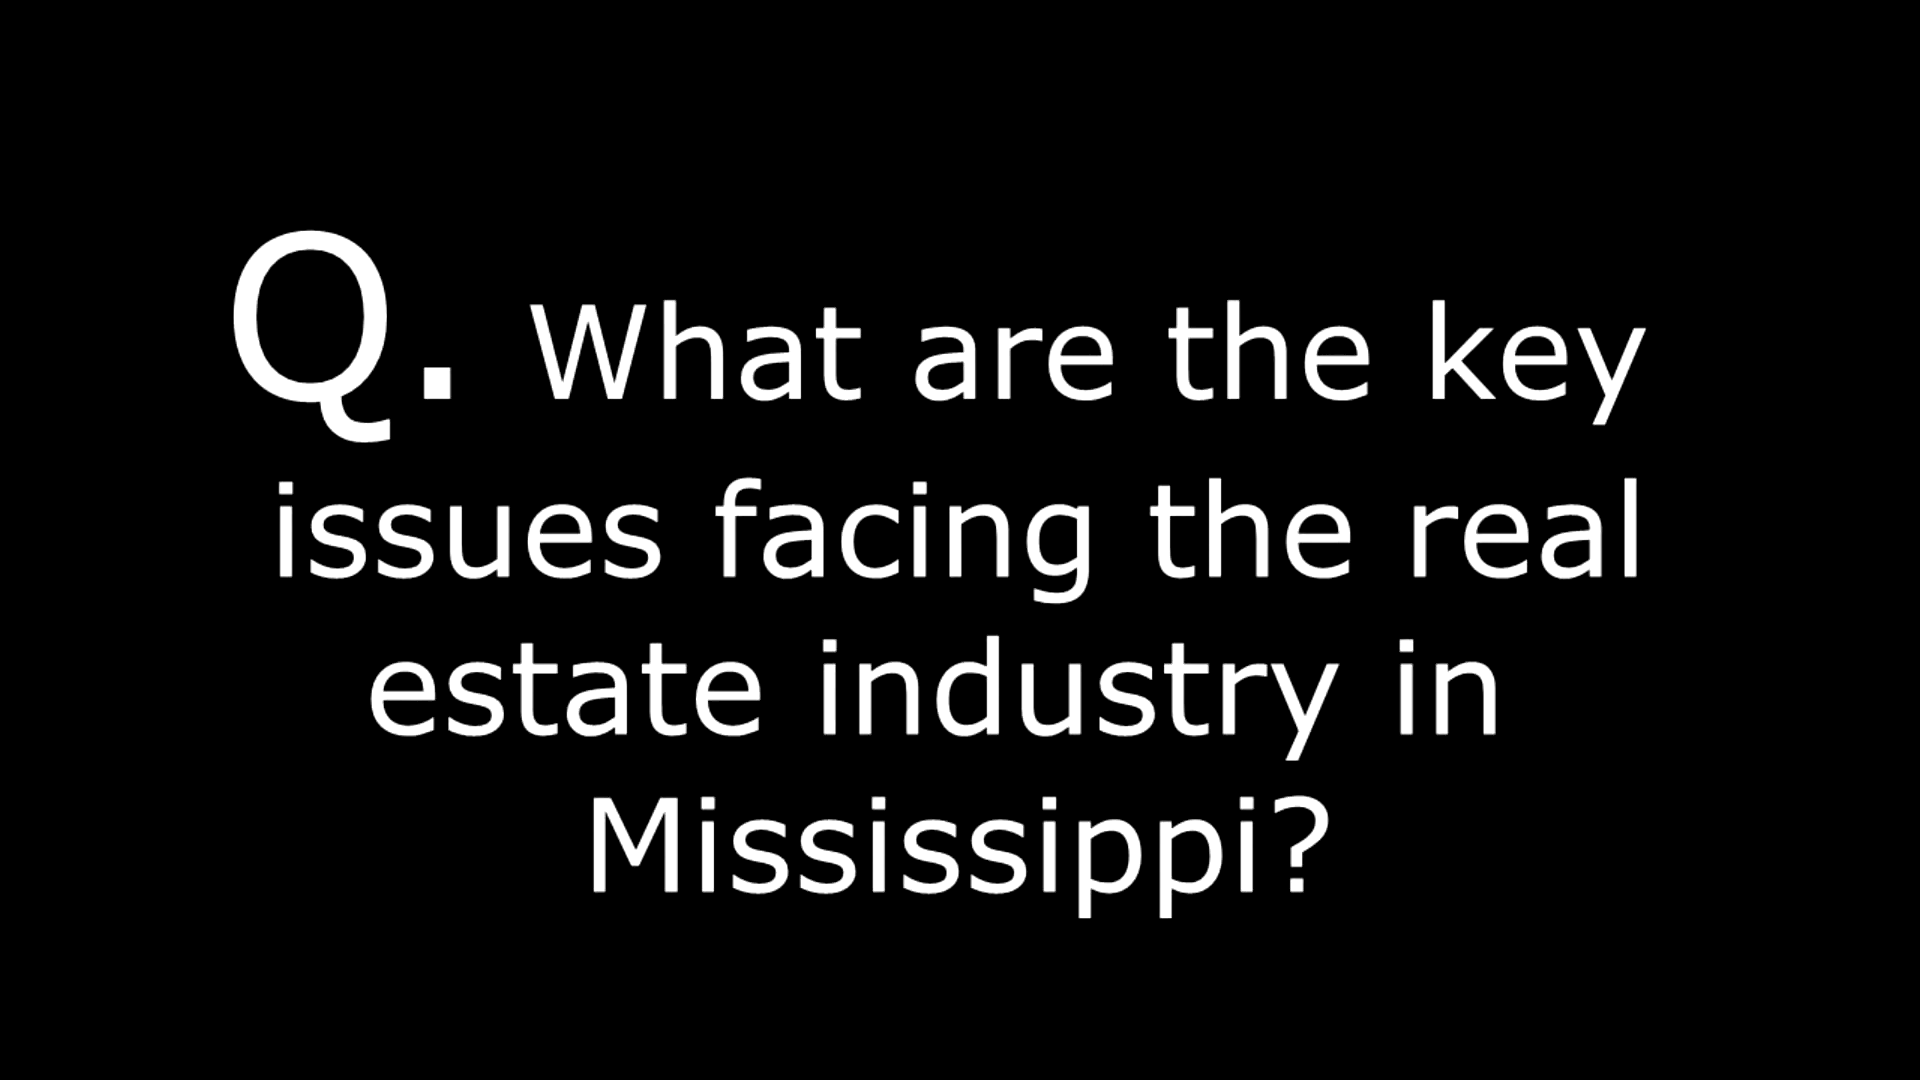 Q. What are the key
issues facing the real
estate industry in
Mississippi?